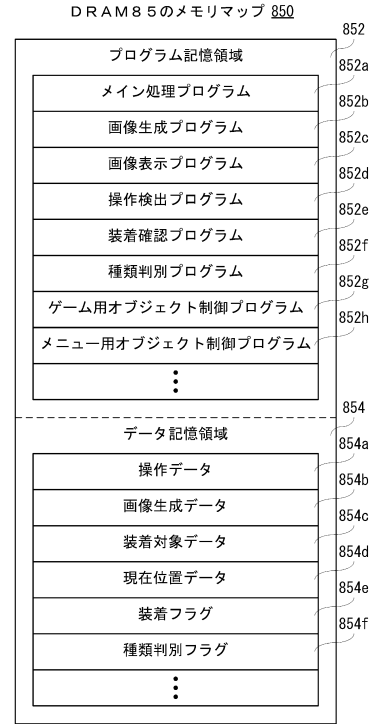 ＤＲＡＭ８５のメモリマップ 850
852
プログラム記憶領域
852a
メイン処理プログラム
852b
画像生成プログラム
852c
画像表示プログラム
852d
操作検出プログラム
852e
装着確認プログラム
852f
種類判別プログラム
852g
ゲーム用オブジェクト制御プログラム
852h
メニュー用オブジェクト制御プログラム
854
データ記憶領域
854a
操作データ
854b
画像生成データ
854c
装着対象データ
854d
現在位置データ
854e
装着フラグ
854f
種類判別フラグ